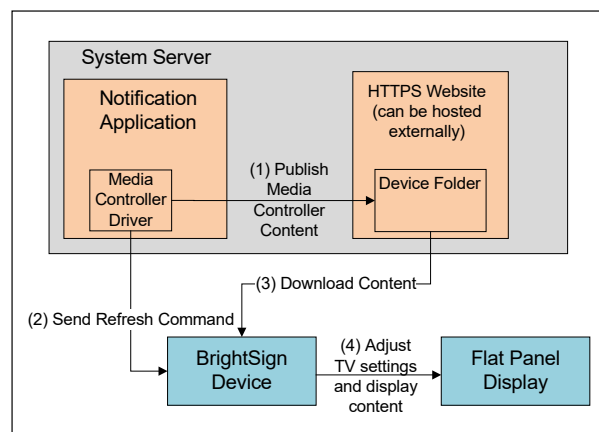 System Server
Notification
Application
HTTPS Website
(can be hosted
externally)
Media
Controller
Driver
(1) Publish
Media
Controller
Content
Device Folder
(2) Send Refresh Command
(3) Download Content
BrightSign
Device
(4) Adjust
TV settings
and display
content
Flat Panel
Display